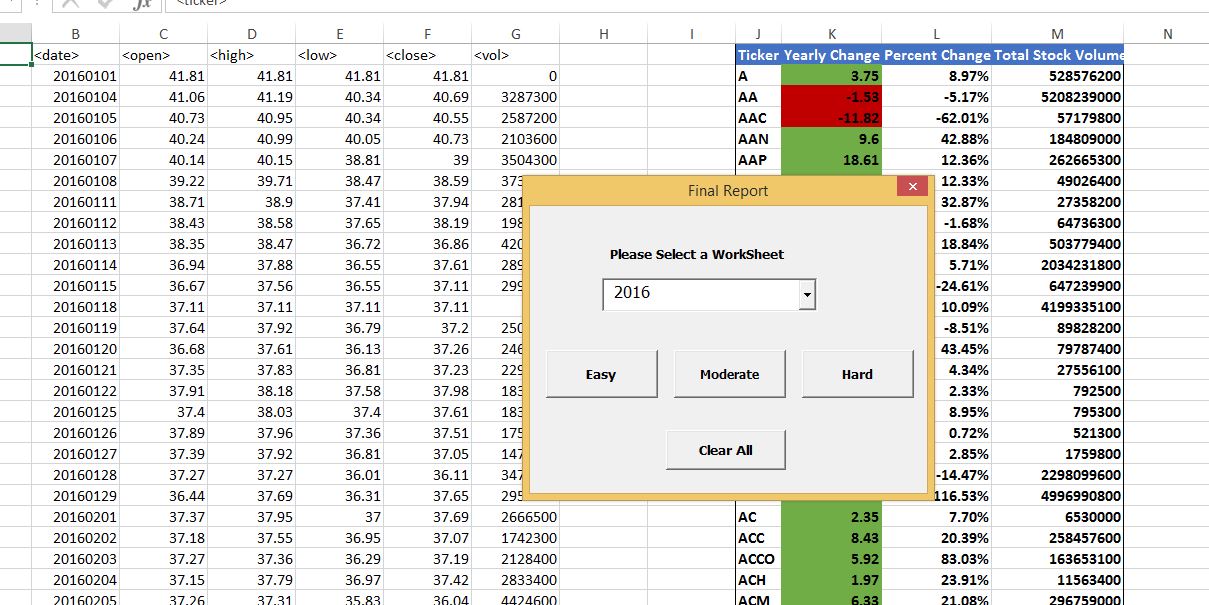 fx <ticker>
B C D E F G H I J K L M N
<date> <open> <high> <low> <close> <vol> Ticker Yearly Change Percent Change Total Stock Volume
20160101 41.81 41.81 41.81 41.81 0 A 3.75 8.97% 528576200
20160104 41.06 41.19 40.34 40.69 3287300 AA -1.53 -5.17% 5208239000
20160105 40.73 40.95 40.34 40.55 2587200 AAC -11.82 -62.01% 57179800
20160106 40.24 40.99 40.05 40.73 2103600 AAN 9.6 42.88% 184809000
20160107 40.14 40.15 38.81 39 3504300 AAP 18.61 12.36% 262665300
20160108 39.22 39.71 38.47 38.59 373 12.33% 49026400
Final Report
20160111 38.71 38.9 37.41 37.94 281 32.87% 27358200
20160112 38.43 38.58 37.65 38.19 198 -1.68% 64736300
20160113 38.35 38.47 36.72 36.86 420 18.84% 503779400
Please Select a WorkSheet
20160114 36.94 37.88 36.55 37.61 289 5.71% 2034231800
20160115 36.67 37.56 36.55 37.11 299 -24.61% 647239900
2016
20160118 37.11 37.11 37.11 37.11 10.09% 4199335100
20160119 37.64 37.92 36.79 37.2 250 -8.51% 89828200
20160120 36.68 37.61 36.13 37.26 246 43.45% 79787400
20160121 37.35 37.83 36.81 37.23 229 4.34% 27556100
Easy Moderate Hard
20160122 37.91 38.18 37.58 37.98 183 2.33% 792500
20160125 37.4 38.03 37.4 37.61 183 8.95% 795300
20160126 37.89 37.96 37.36 37.51 175 0.72% 521300
20160127 37.39 37.92 36.81 37.05 147 2.85% 1759800
Clear All
20160128 37.27 37.27 36.01 36.11 347 -14.47% 2298099600
20160129 36.44 37.69 36.31 37.65 295 116.53% 4996990800
20160201 37.37 37.95 37 37.69 2666500 AC 2.35 7.70% 6530000
20160202 37.18 37.55 36.95 37.07 1742300 ACC 8.43 20.39% 258457600
20160203 37.27 37.36 36.29 37.19 2128400 ACCO 5.92 83.03% 163653100
20160204 37.15 37.79 36.97 37.42 2833400 ACH 1.97 23.91% 11563400
20160205 37.26 37.31 35.83 36.04 4424600 ACM 6.33 21.08% 296759000